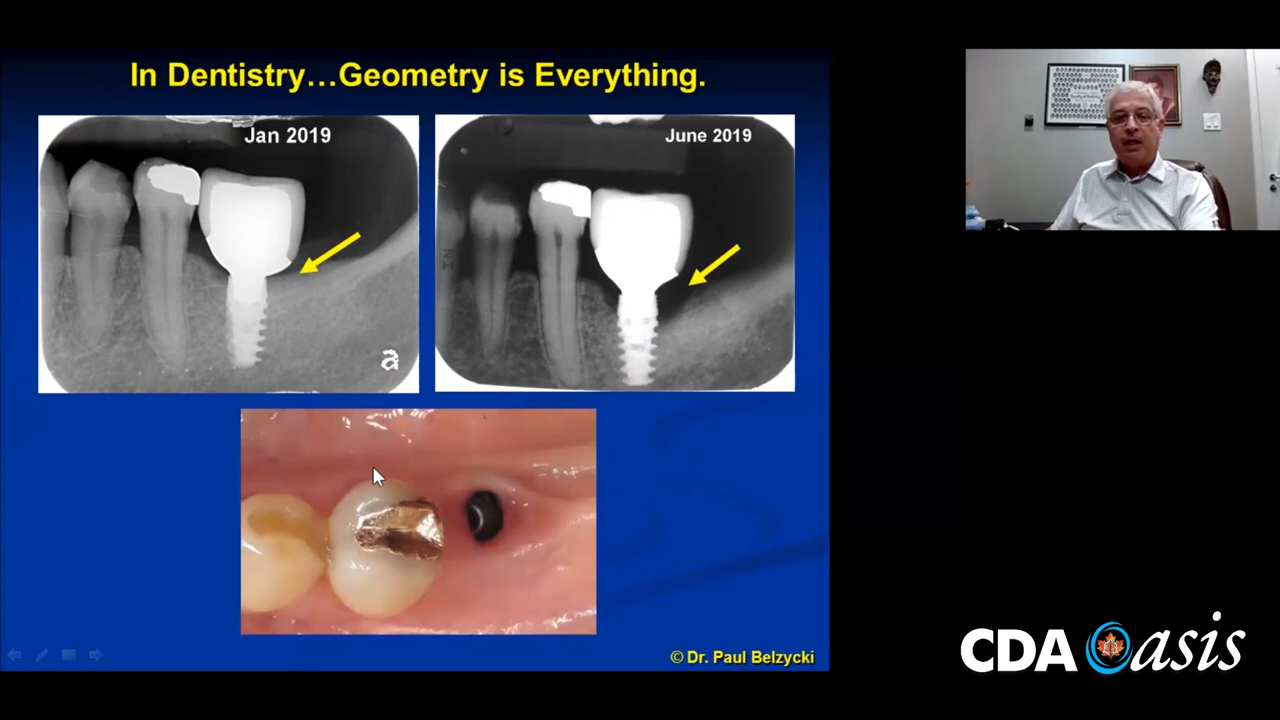 In Dentistry…Geometry is Everything.
Jan 2019
June 2019
a
© Dr. Paul Belzycki
CDA Oasis